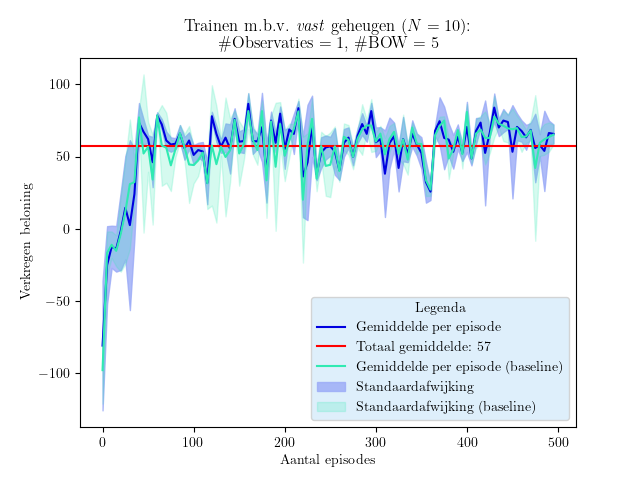 Trainen m.b.v. vast geheugen (N = 10):
#Observaties = 1, #BOW = 5
100
50
0
−50
−100
Verkregen beloning
0 100 200 300 400 500
Aantal episodes
Legenda
Gemiddelde per episode
Totaal gemiddelde: 57
Gemiddelde per episode (baseline)
Standaardafwijking
Standaardafwijking (baseline)